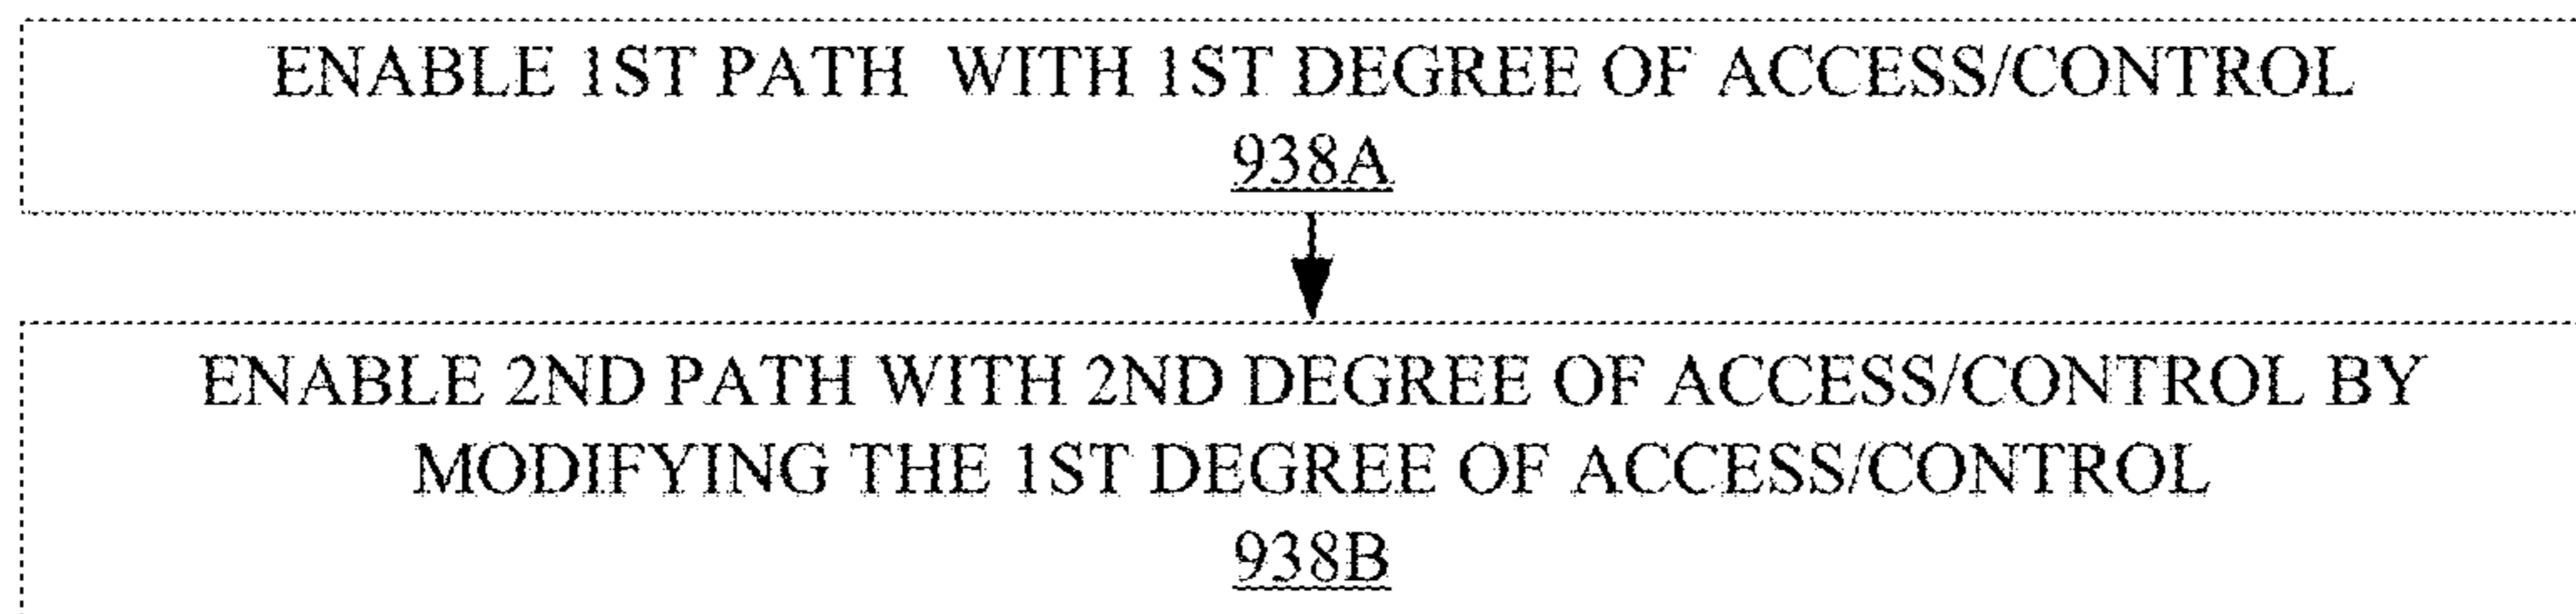 ENABLE 1ST PATH WITH 1ST DEGREE OF ACCESS/CONTROL
938A
ENABLE 2ND PATH WITH 2ND DEGREE OF ACCESS/CONTROL BY
MODIFYING THE 1ST DEGREE OF ACCESS/CONTROL
938B